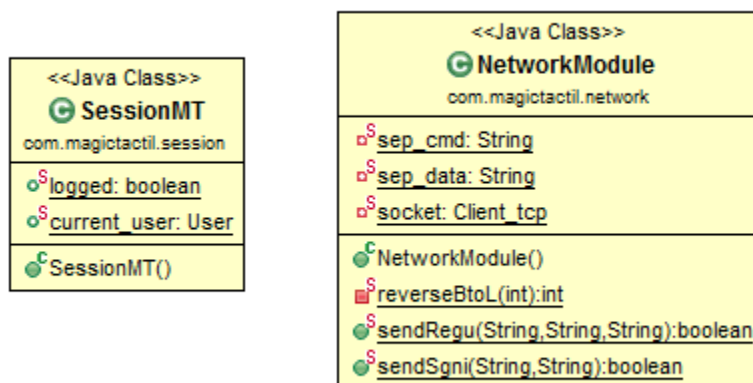 <<Java Class>>
SessionMT
com.magictactil.session
logged: boolean
current_user: User
SessionMT()
<<Java Class>>
NetworkModule
com.magictactil.network
sep_cmd: String
sep_data: String
socket: Client_tcp
NetworkModule()
reverseBtoL(int):int
sendRegu(String,String,String):boolean
sendSgni(String,String):boolean